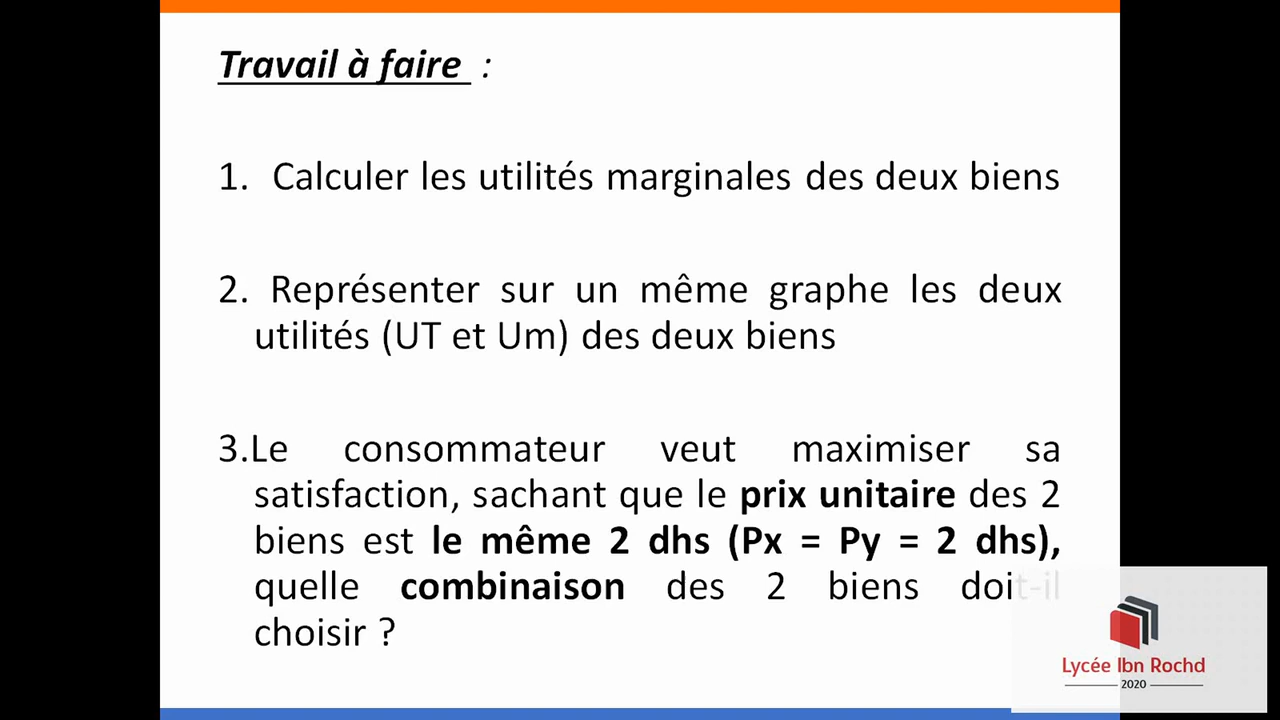 Travail à faire :
1. Calculer les utilités marginales des deux biens
2. Représenter sur un même graphe les deux
utilités (UT et Um) des deux biens
3.Le consommateur veut maximiser sa
satisfaction, sachant que le prix unitaire des 2
biens est le même 2 dhs (Px = Py = 2 dhs),
quelle combinaison des 2 biens doit-il
choisir ?
Lycée Ibn Rochd
2020